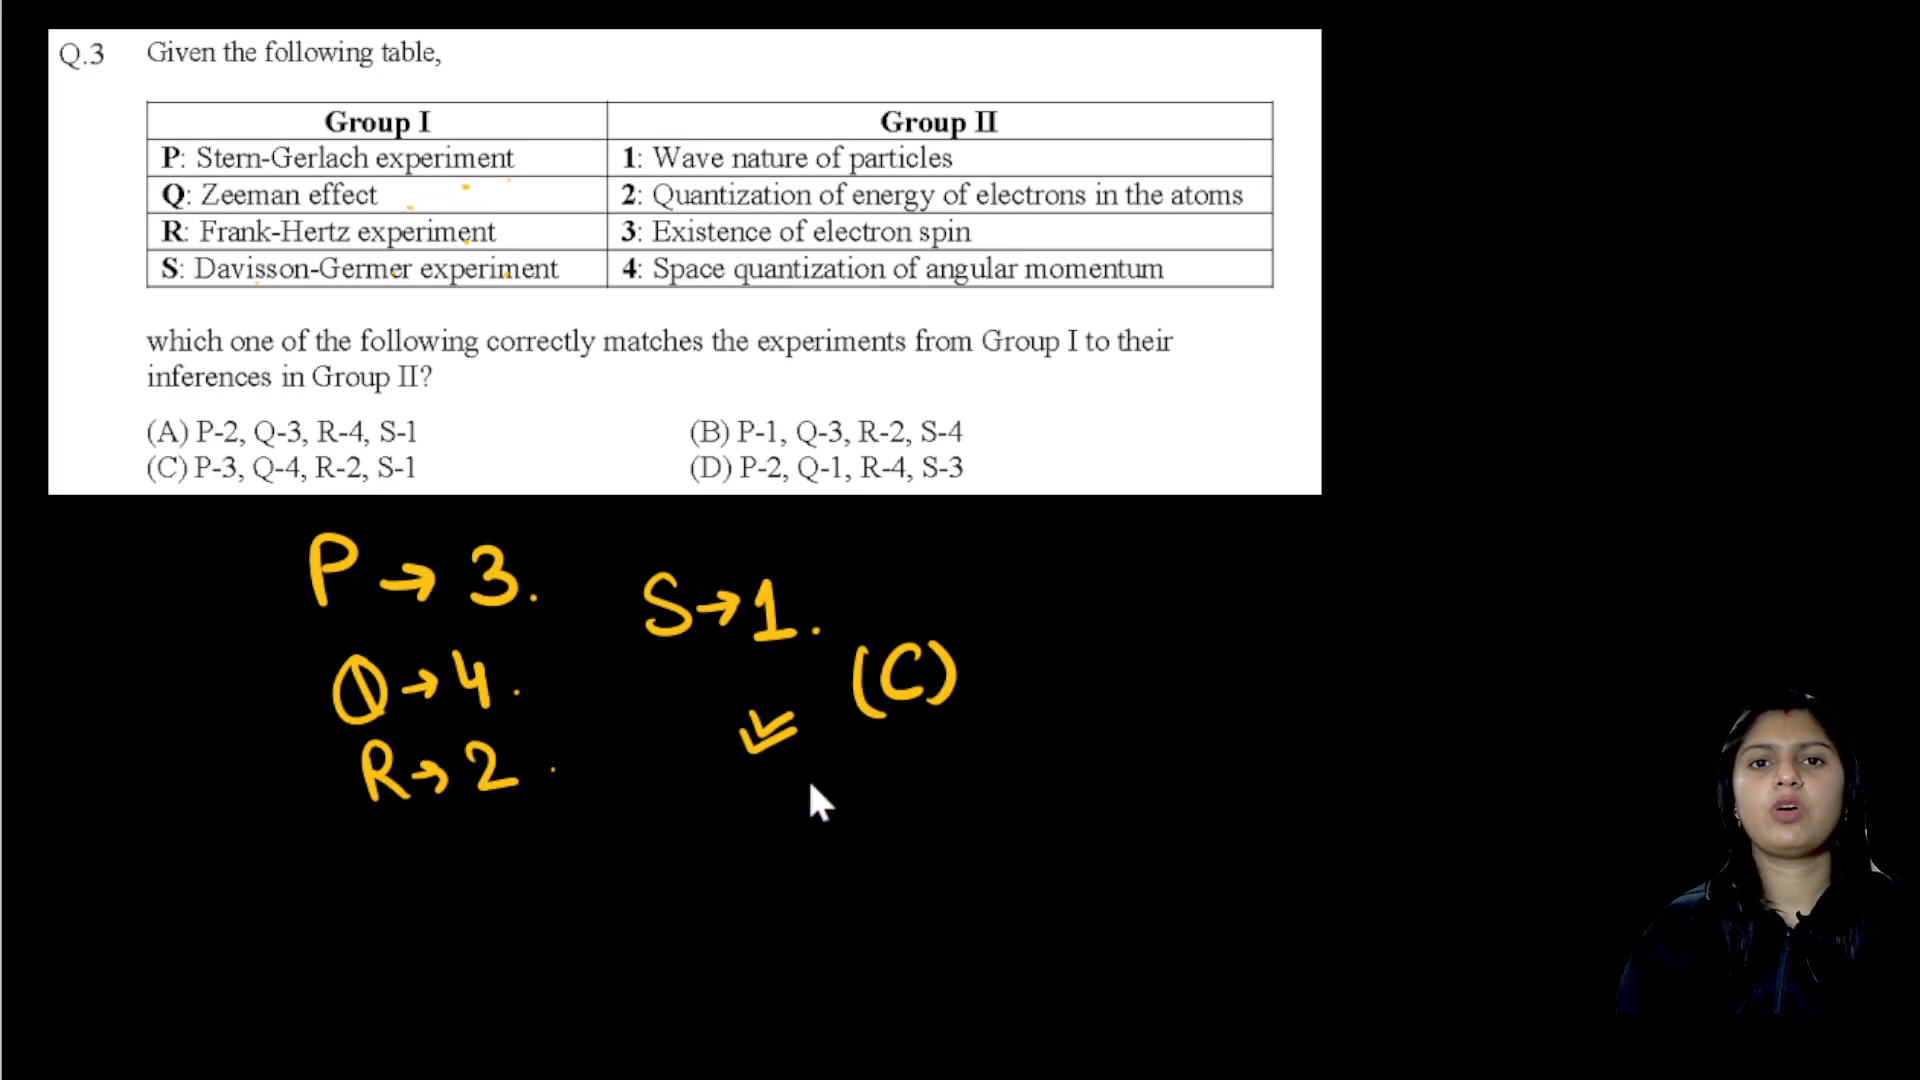 Q.3 Given the following table,
Group I Group II
P: Stern-Gerlach experiment 1: Wave nature of particles
Q: Zeeman effect 2: Quantization of energy of electrons in the atoms
R: Frank-Hertz experiment 3: Existence of electron spin
S: Davisson-Germer experiment 4: Space quantization of angular momentum
which one of the following correctly matches the experiments from Group I to their
inferences in Group II?
(A) P-2, Q-3, R-4, S-1 (B) P-1, Q-3, R-2, S-4
(C) P-3, Q-4, R-2, S-1 (D) P-2, Q-1, R-4, S-3
P → 3.
S → 1.
Q → 4.
(C)
R → 2.